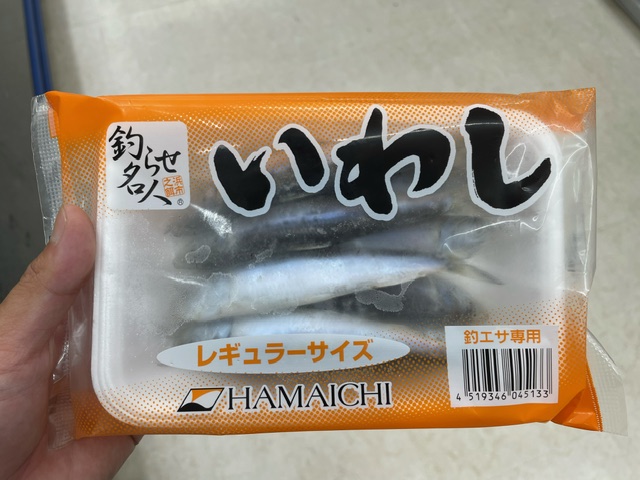 釣らせ名人
いわし
レギュラーサイズ
釣エサ専用
HAMAICHI
4 519346 045133